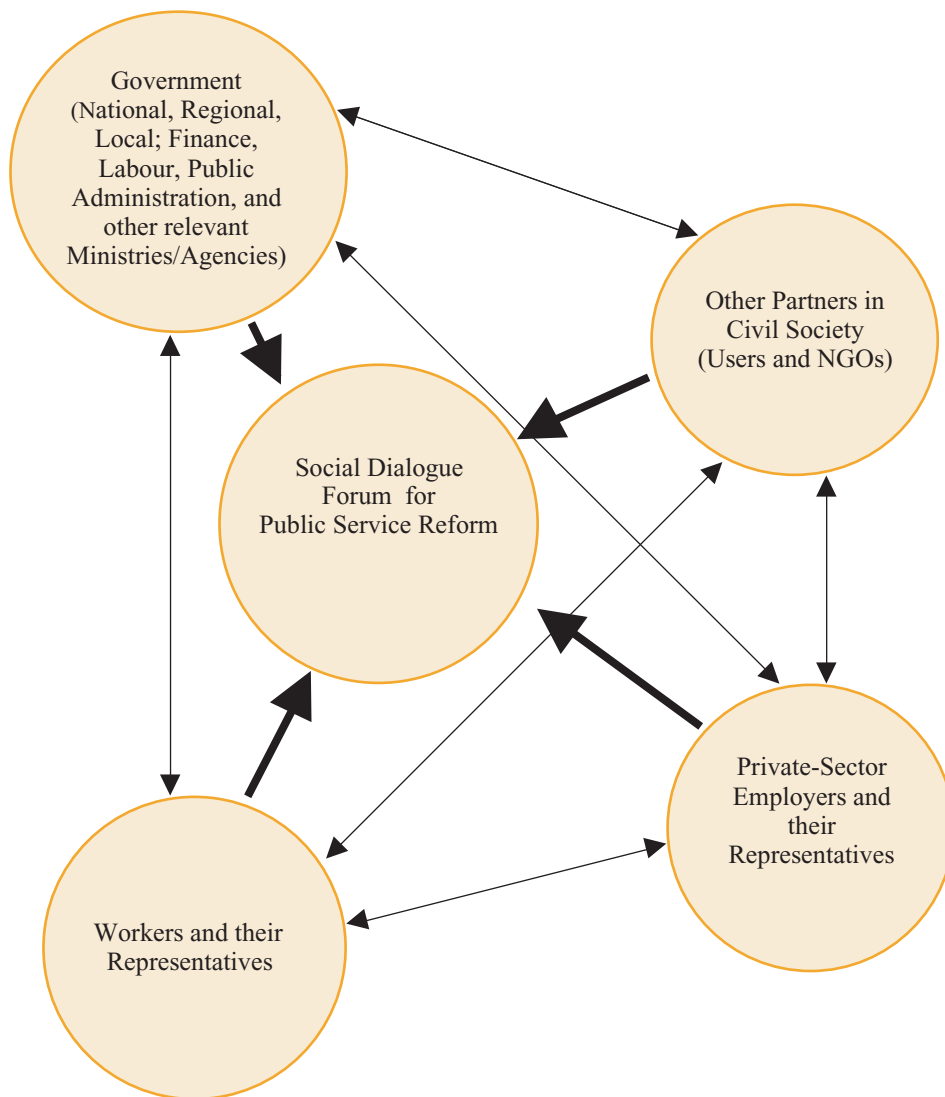 Government
(National, Regional,
Local; Finance,
Labour, Public
Administration, and
other relevant
Ministries/Agencies)
Other Partners in
Civil Society
(Users and NGOs)
Social Dialogue
Forum for
Public Service Reform
Private-Sector
Employers and
their
Representatives
Workers and their
Representatives